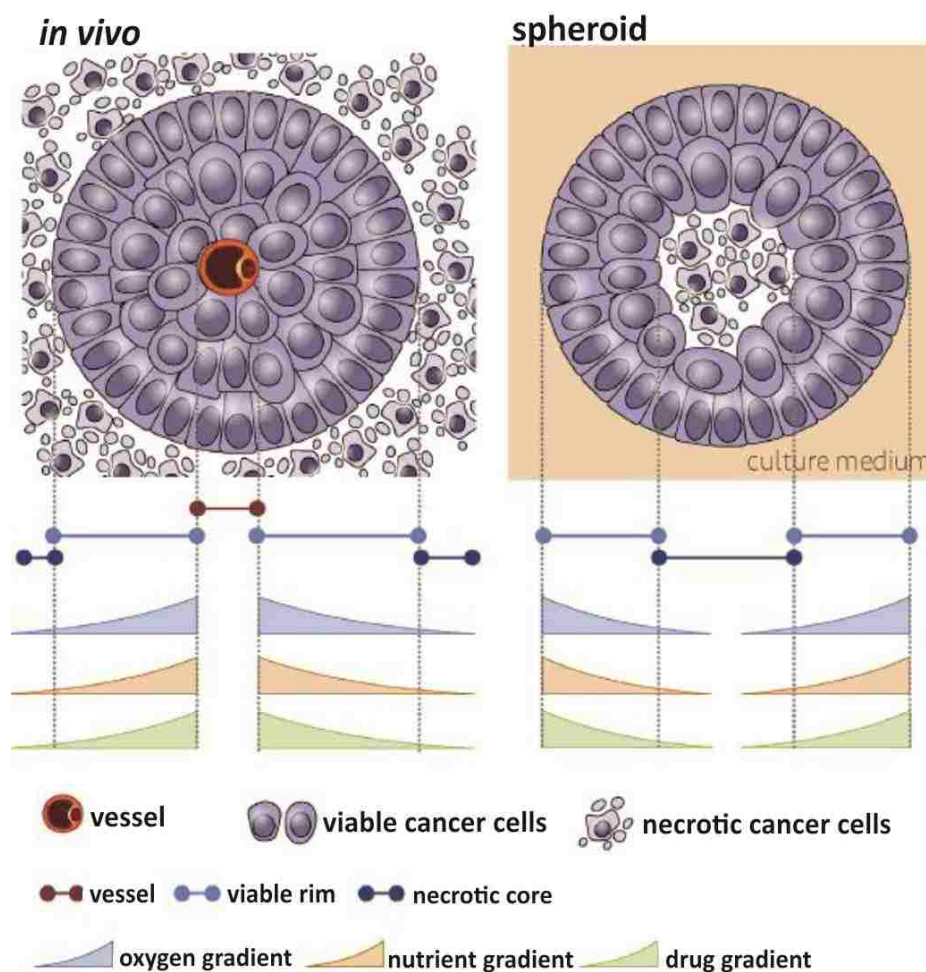 in vivo
spheroid
culture medium
vessel
viable cancer cells
necrotic cancer cells
vessel
viable rim
necrotic core
oxygen gradient
nutrient gradient
drug gradient